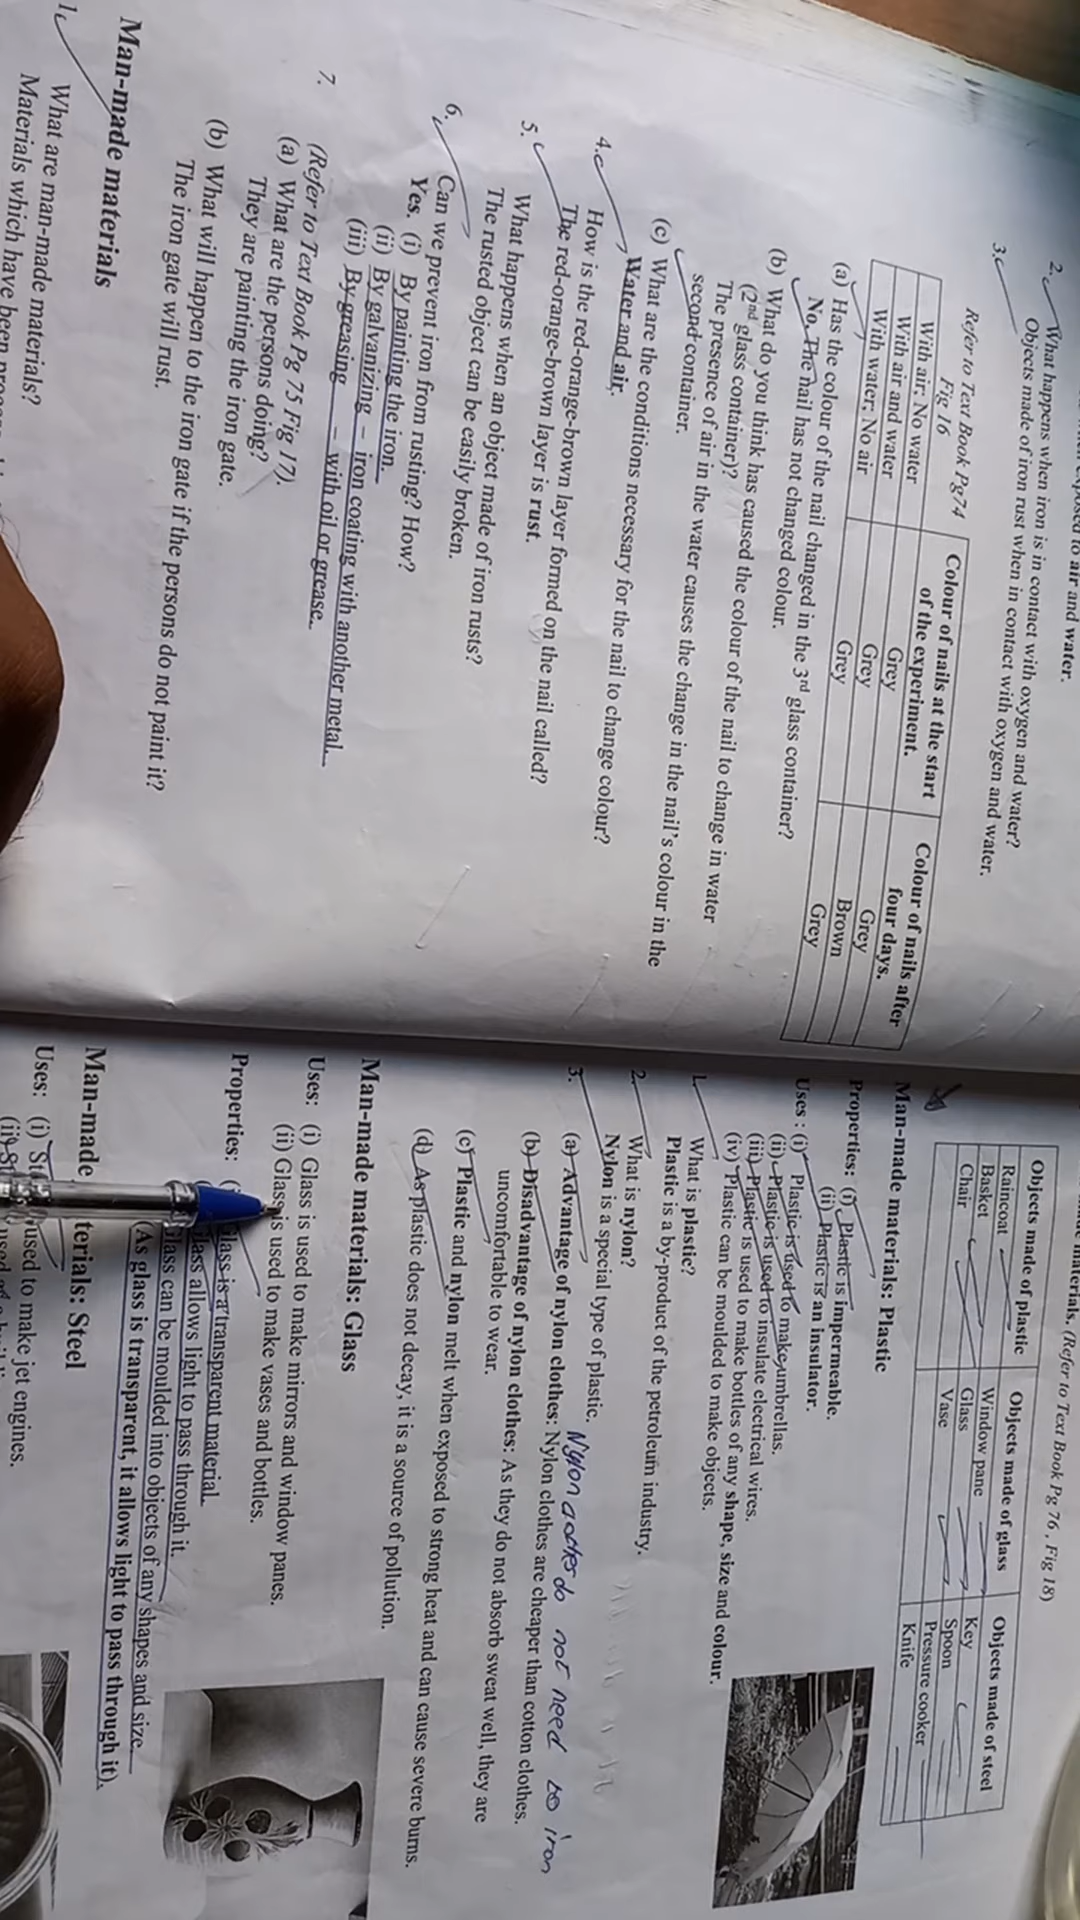 exposed to air and water.
2. What happens when iron is in contact with oxygen and water?
Objects made of iron rust when in contact with oxygen and water.
3.
Refer to Text Book Pg74
Fig 16
Colour of nails at the start of the experiment.
Colour of nails after four days.
With air; No water Grey Grey
With air and water Grey Brown
With water; No air Grey Grey
(a) Has the colour of the nail changed in the 3rd glass container?
No. The nail has not changed colour.
(b) What do you think has caused the colour of the nail to change in water
(2nd glass container)?
The presence of air in the water causes the change in the nail's colour in the
second container.
(c) What are the conditions necessary for the nail to change colour?
Water and air.
4. How is the red-orange-brown layer formed on the nail called?
The red-orange-brown layer is rust.
5. What happens when an object made of iron rusts?
The rusted object can be easily broken.
6. Can we prevent iron from rusting? How?
Yes. (i) By painting the iron.
(ii) By galvanizing – iron coating with another metal.
(iii) By greasing – with oil or grease.
7. (Refer to Text Book Pg 75 Fig 17).
(a) What are the persons doing?
They are painting the iron gate.
(b) What will happen to the iron gate if the persons do not paint it?
The iron gate will rust.
Man-made materials
1. What are man-made materials?
Materials which have been
materials. (Refer to Text Book Pg 76 , Fig 18)
Objects made of plastic Objects made of glass Objects made of steel
Raincoat Window pane Key
Basket Glass Spoon
Chair Vase Pressure cooker
Knife
Man-made materials: Plastic
Properties: (i) Plastic is impermeable.
(ii) Plastic is an insulator.
Uses : (i) Plastic is used to make umbrellas.
(ii) Plastic is used to insulate electrical wires.
(iii) Plastic is used to make bottles of any shape, size and colour.
(iv) Plastic can be moulded to make objects.
1. What is plastic?
Plastic is a by-product of the petroleum industry.
2. What is nylon?
Nylon is a special type of plastic. Nylon clothes do not need to iron
3. (a) Advantage of nylon clothes: Nylon clothes are cheaper than cotton clothes.
(b) Disadvantage of nylon clothes: As they do not absorb sweat well, they are
uncomfortable to wear.
(c) Plastic and nylon melt when exposed to strong heat and can cause severe burns.
(d) As plastic does not decay, it is a source of pollution.
Man-made materials: Glass
Uses: (i) Glass is used to make mirrors and window panes.
(ii) Glass is used to make vases and bottles.
Properties: Glass is a transparent material.
Glass allows light to pass through it.
Glass can be moulded into objects of any shapes and size.
(As glass is transparent, it allows light to pass through it).
Man-made materials: Steel
Uses: (i) used to make jet engines.
(ii)